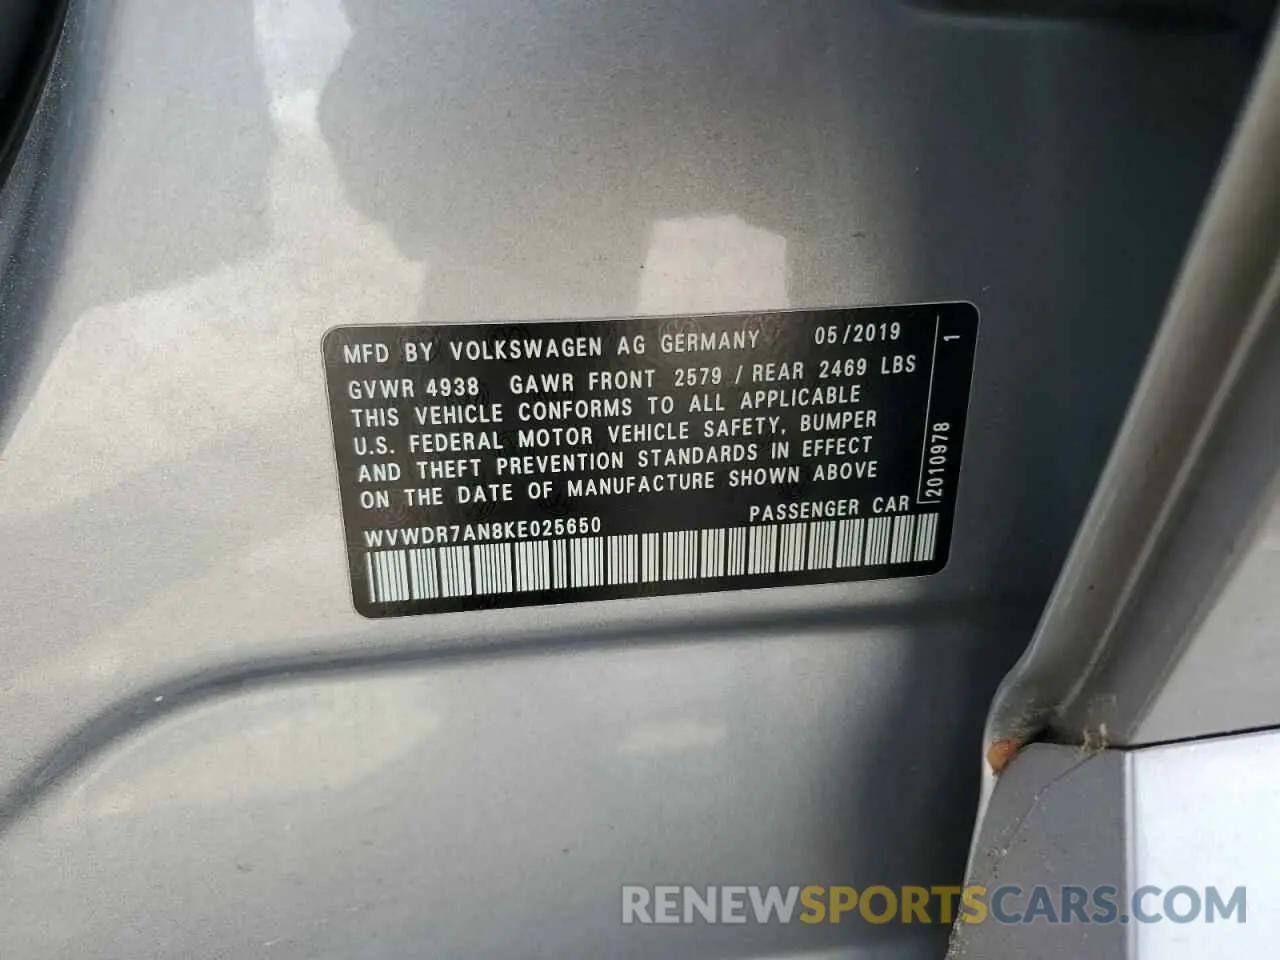 MFD BY VOLKSWAGEN AG GERMANY 05/2019
GVWR 4938 GAWR FRONT 2579 / REAR 2469 LBS
THIS VEHICLE CONFORMS TO ALL APPLICABLE
U.S. FEDERAL MOTOR VEHICLE SAFETY, BUMPER
AND THEFT PREVENTION STANDARDS IN EFFECT
ON THE DATE OF MANUFACTURE SHOWN ABOVE
WVWDR7AN8KE025650 PASSENGER CAR
2010978 1
RENEWSPORTSCARS.COM